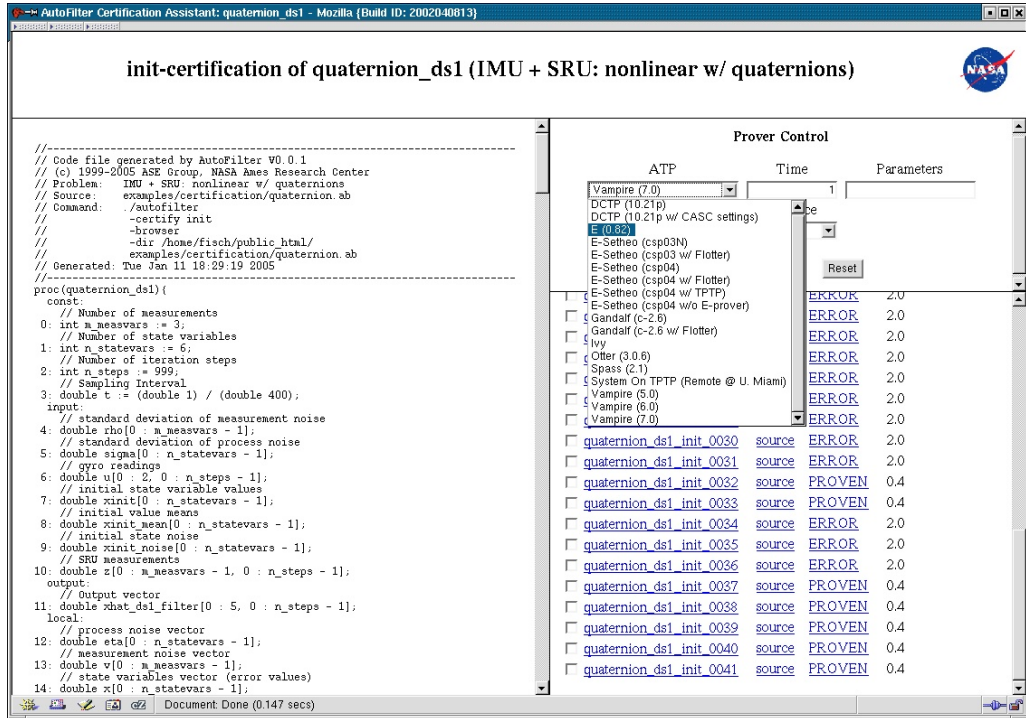 AutoFilter Certification Assistant: quaternion_ds1 - Mozilla {Build ID: 2002040813}
init-certification of quaternion_ds1 (IMU + SRU: nonlinear w/ quaternions)
NASA
//------------------------------------------------------------------------
// Code file generated by AutoFilter V0.0.1
// (c) 1999-2005 ASE Group, NASA Ames Research Center
// Problem: IMU + SRU: nonlinear w/ quaternions
// Source: examples/certification/quaternion.ab
// Command: ./autofilter
// -certify init
// -browser
// -dir /home/fisch/public_html/
// examples/certification/quaternion.ab
// Generated: Tue Jan 11 18:29:19 2005
//------------------------------------------------------------------------
proc(quaternion_ds1){
const:
// Number of measurements
0: int m_measvars := 3;
// Number of state variables
1: int n_statevars := 6;
// Number of iteration steps
2: int n_steps := 999;
// Sampling Interval
3: double t := (double 1) / (double 400);
input:
// standard deviation of measurement noise
4: double rho[0 : m_measvars - 1];
// standard deviation of process noise
5: double sigma[0 : n_statevars - 1];
// gyro readings
6: double u[0 : 2, 0 : n_steps - 1];
// initial state variable values
7: double xinit[0 : n_statevars - 1];
// initial value means
8: double xinit_mean[0 : n_statevars - 1];
// initial state noise
9: double xinit_noise[0 : n_statevars - 1];
// SRU measurements
10: double z[0 : m_measvars - 1, 0 : n_steps - 1];
output:
// Output vector
11: double xhat_ds1_filter[0 : 5, 0 : n_steps - 1];
local:
// process noise vector
12: double eta[0 : n_statevars - 1];
// measurement noise vector
13: double v[0 : m_measvars - 1];
// state variables vector (error values)
14: double x[0 : n_statevars - 1];
Prover Control
ATP Time Parameters
Vampire (7.0) 1
DCTP (10.21p)
DCTP (10.21p w/ CASC settings)
E (0.82)
E-Setheo (csp03N)
E-Setheo (csp03 w/ Flotter)
E-Setheo (csp04)
E-Setheo (csp04 w/ Flotter)
E-Setheo (csp04 w/ TPTP)
E-Setheo (csp04 w/o E-prover)
Gandalf (c-2.6)
Gandalf (c-2.6 w/ Flotter)
Ivy
Otter (3.0.6)
Spass (2.1)
System On TPTP (Remote @ U. Miami)
Vampire (5.0)
Vampire (6.0)
Vampire (7.0)
Reset
ERROR 2.0
ERROR 2.0
ERROR 2.0
ERROR 2.0
ERROR 2.0
ERROR 2.0
ERROR 2.0
quaternion_ds1_init_0030 source ERROR 2.0
quaternion_ds1_init_0031 source ERROR 2.0
quaternion_ds1_init_0032 source PROVEN 0.4
quaternion_ds1_init_0033 source PROVEN 0.4
quaternion_ds1_init_0034 source ERROR 2.0
quaternion_ds1_init_0035 source ERROR 2.0
quaternion_ds1_init_0036 source ERROR 2.0
quaternion_ds1_init_0037 source PROVEN 0.4
quaternion_ds1_init_0038 source PROVEN 0.4
quaternion_ds1_init_0039 source PROVEN 0.4
quaternion_ds1_init_0040 source PROVEN 0.4
quaternion_ds1_init_0041 source PROVEN 0.4
Document: Done (0.147 secs)